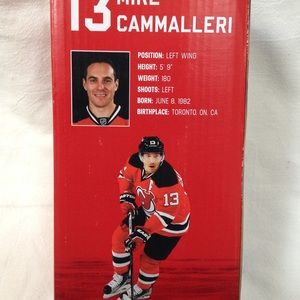 13 MIKE
CAMMALLERI
POSITION: LEFT WING
HEIGHT: 5' 9"
WEIGHT: 180
SHOOTS: LEFT
BORN: JUNE 8, 1982
BIRTHPLACE: TORONTO, ON, CA
13
13